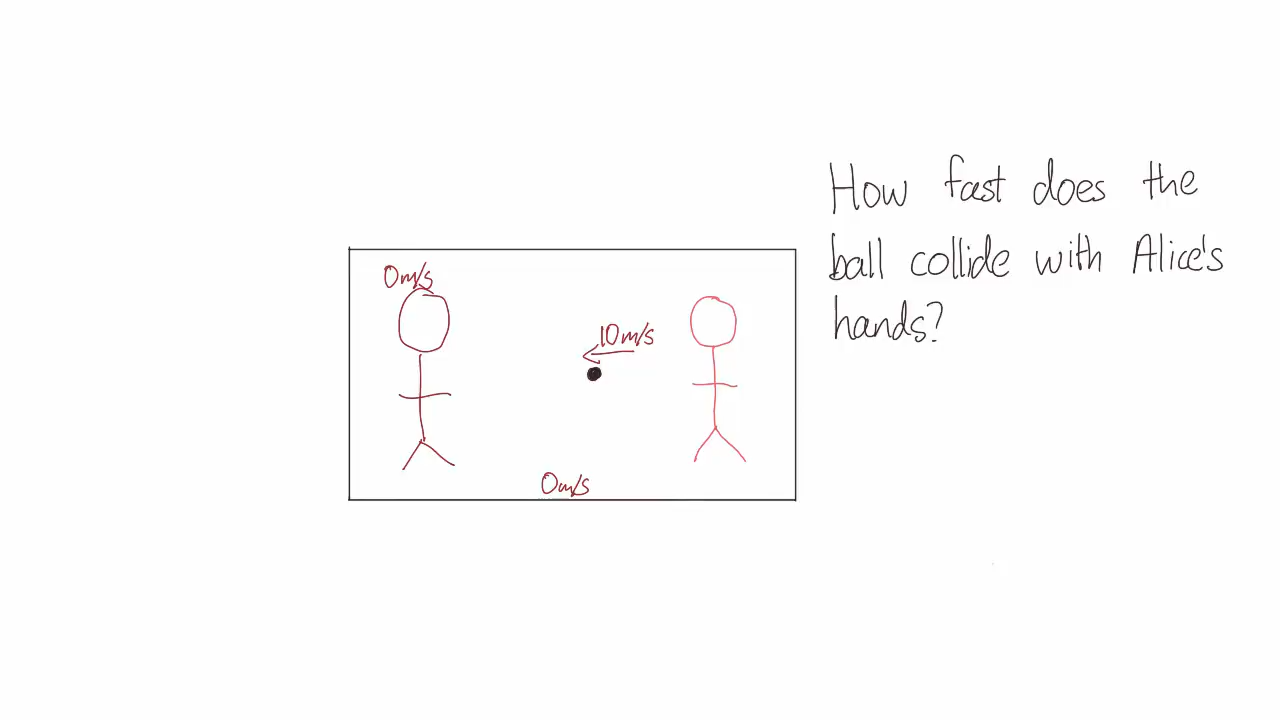 How fast does the
ball collide with Alice's
hands?
0m/s
10m/s
0m/s